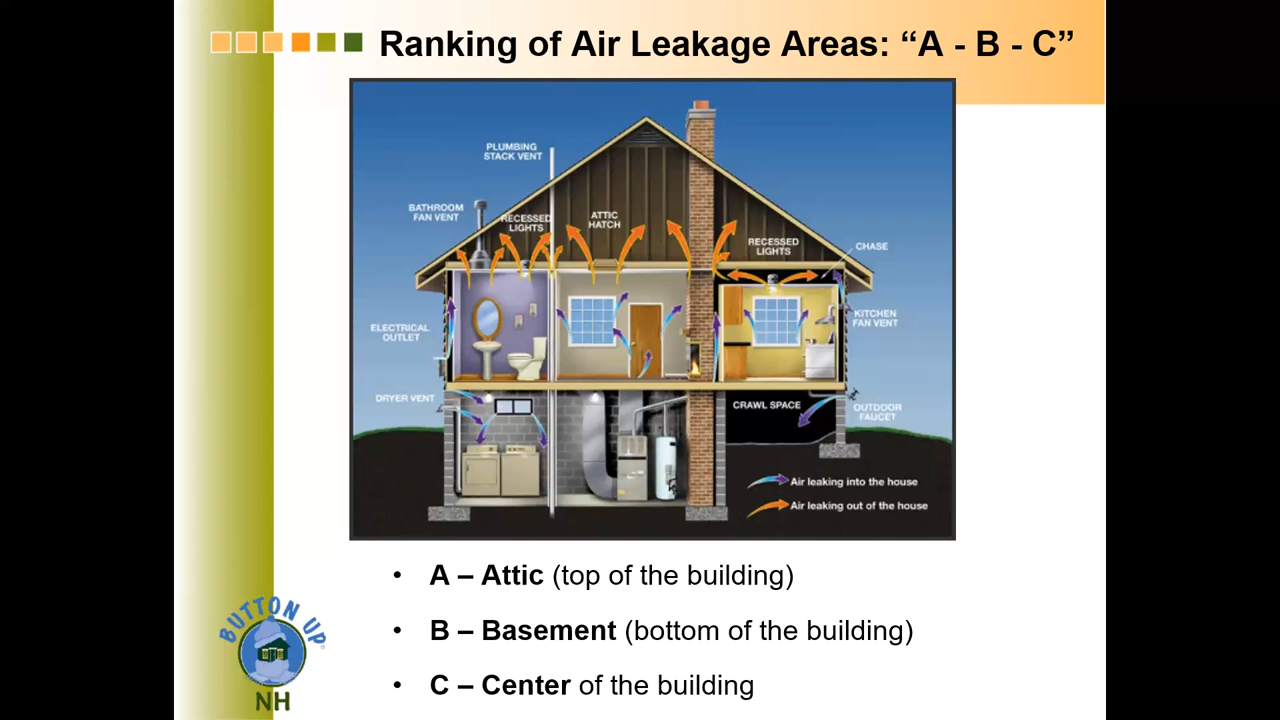 Ranking of Air Leakage Areas: “A - B - C”
PLUMBING
STACK VENT
BATHROOM
FAN VENT
RECESSED
LIGHTS
ATTIC
HATCH
RECESSED
LIGHTS
CHASE
ELECTRICAL
OUTLET
KITCHEN
FAN VENT
DRYER VENT
CRAWL SPACE
OUTDOOR
FAUCET
Air leaking into the house
Air leaking out of the house
• A – Attic (top of the building)
• B – Basement (bottom of the building)
• C – Center of the building
BUTTON UP
NH